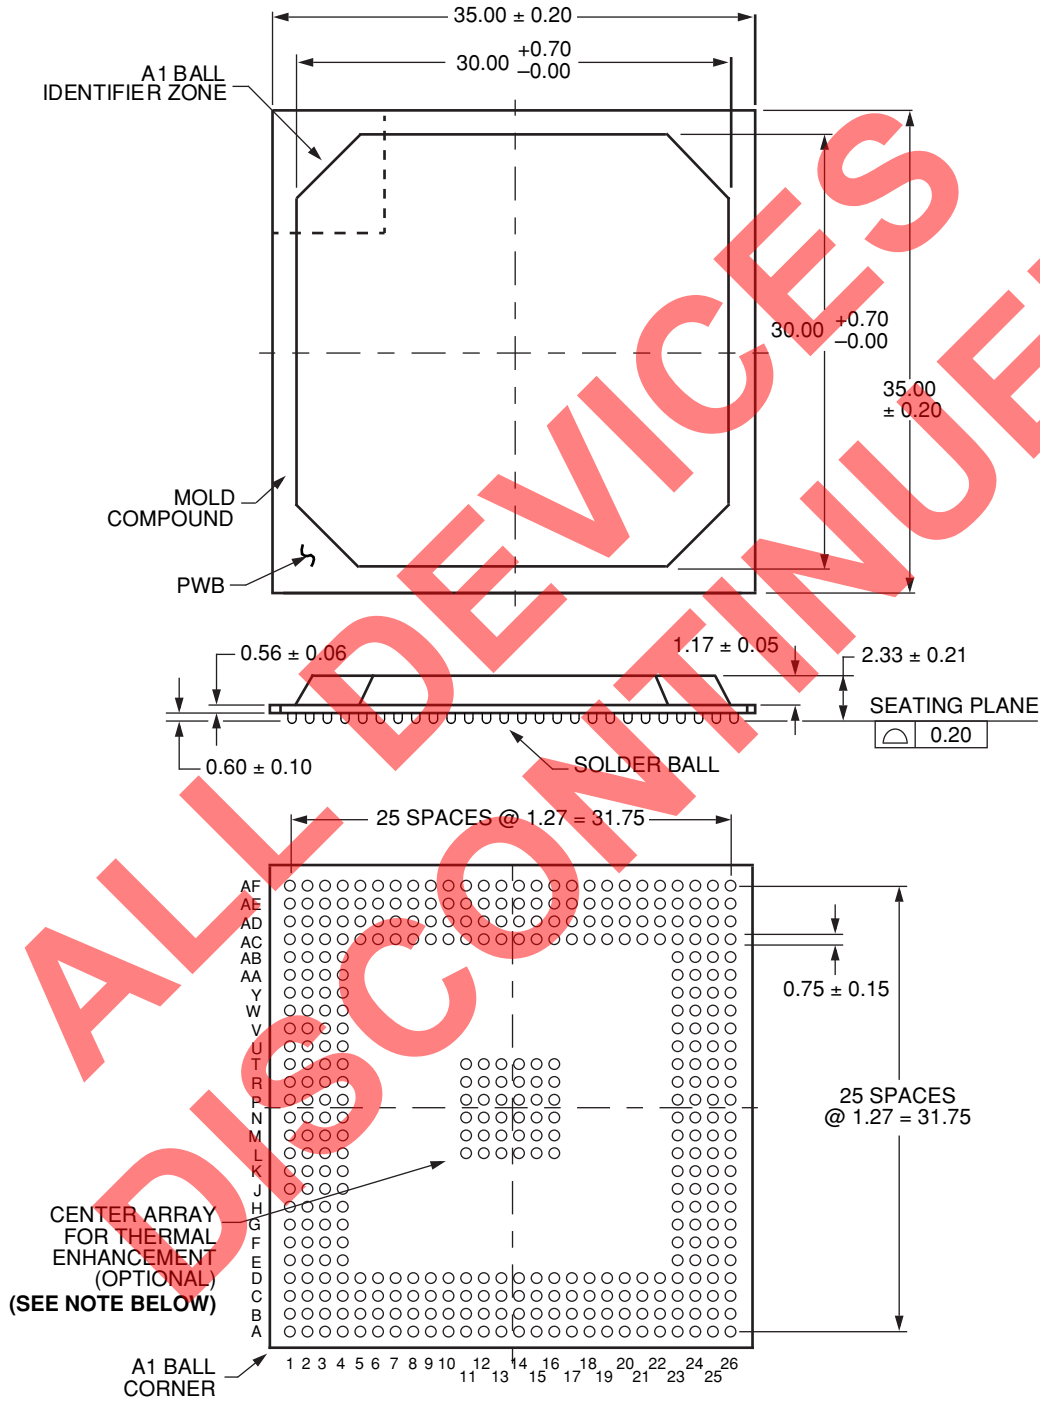 35.00 ± 0.20
30.00 +0.70 –0.00
A1 BALL
IDENTIFIER ZONE
30.00 +0.70 –0.00
35.00
± 0.20
MOLD
COMPOUND
PWB
0.56 ± 0.06
1.17 ± 0.05
2.33 ± 0.21
SEATING PLANE
0.20
0.60 ± 0.10
SOLDER BALL
25 SPACES @ 1.27 = 31.75
AF
AE
AD
AC
AB
AA
Y
W
V
U
T
R
P
N
M
L
K
J
H
G
F
E
D
C
B
A
0.75 ± 0.15
25 SPACES
@ 1.27 = 31.75
CENTER ARRAY
FOR THERMAL
ENHANCEMENT
(OPTIONAL)
(SEE NOTE BELOW)
A1 BALL
CORNER
1 2 3 4 5 6 7 8 9 10 12 14 16 18 20 22 24 26
11 13 15 17 19 21 23 25
ALL DEVICES
DISCONTINUE